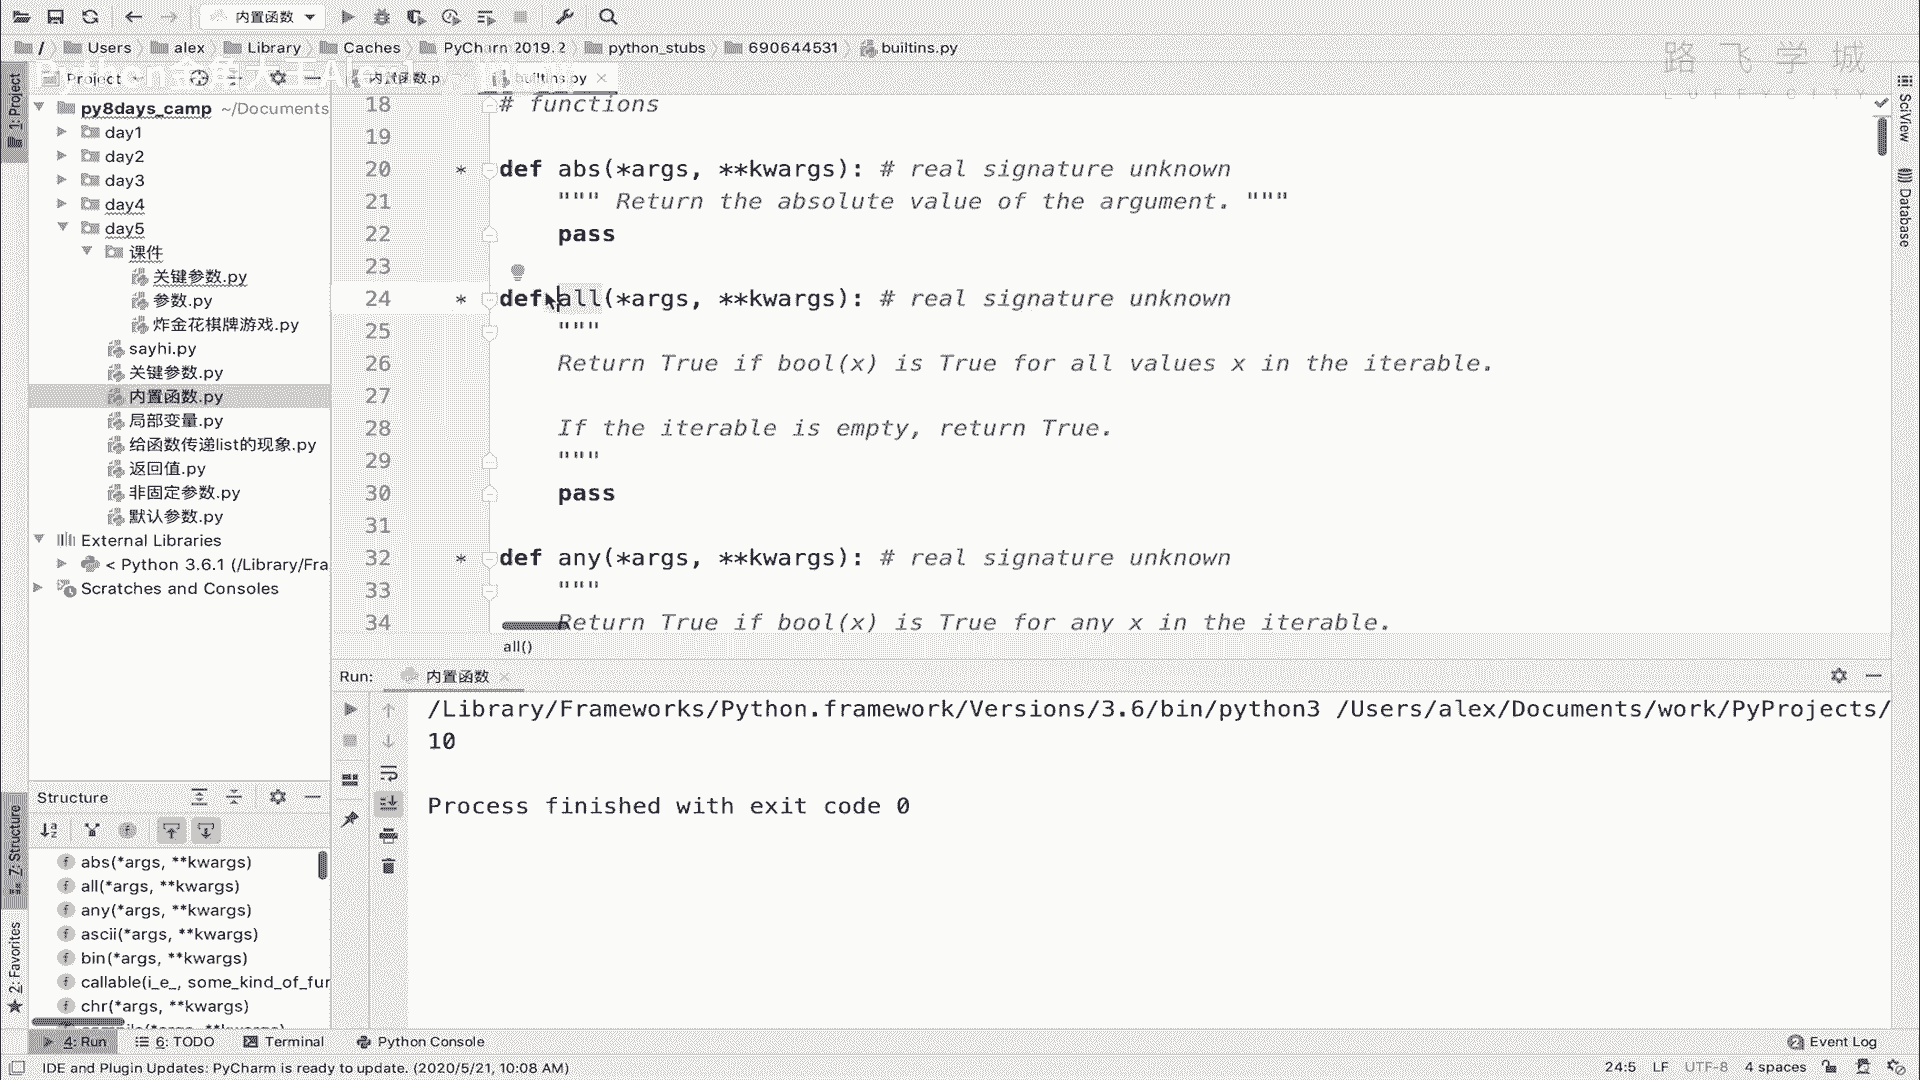 内置函数
/ Users alex Library Caches PyCharm 2019.2 python_stubs 690644531 builtins.py
路飞学城
LUFFYCITY
Project
内置函数.py builtins.py
1: Project
SciView
Database
py8days_camp ~/Documents
day1
day2
day3
day4
day5
课件
关键参数.py
参数.py
炸金花棋牌游戏.py
sayhi.py
关键参数.py
内置函数.py
局部变量.py
给函数传递list的现象.py
返回值.py
非固定参数.py
默认参数.py
External Libraries
< Python 3.6.1 (/Library/Fra
Scratches and Consoles
18 # functions
19
20 * def abs(*args, **kwargs): # real signature unknown
21 """ Return the absolute value of the argument. """
22 pass
23
24 * def all(*args, **kwargs): # real signature unknown
25 """
26 Return True if bool(x) is True for all values x in the iterable.
27
28 If the iterable is empty, return True.
29 """
30 pass
31
32 * def any(*args, **kwargs): # real signature unknown
33 """
34 Return True if bool(x) is True for any x in the iterable.
all()
Run: 内置函数
/Library/Frameworks/Python.framework/Versions/3.6/bin/python3 /Users/alex/Documents/work/PyProjects/
10
Process finished with exit code 0
Structure
7: Structure
2: Favorites
abs(*args, **kwargs)
all(*args, **kwargs)
any(*args, **kwargs)
ascii(*args, **kwargs)
bin(*args, **kwargs)
callable(i_e_, some_kind_of_fur
chr(*args, **kwargs)
4: Run 6: TODO Terminal Python Console Event Log
IDE and Plugin Updates: PyCharm is ready to update. (2020/5/21, 10:08 AM) 24:5 LF UTF-8 4 spaces